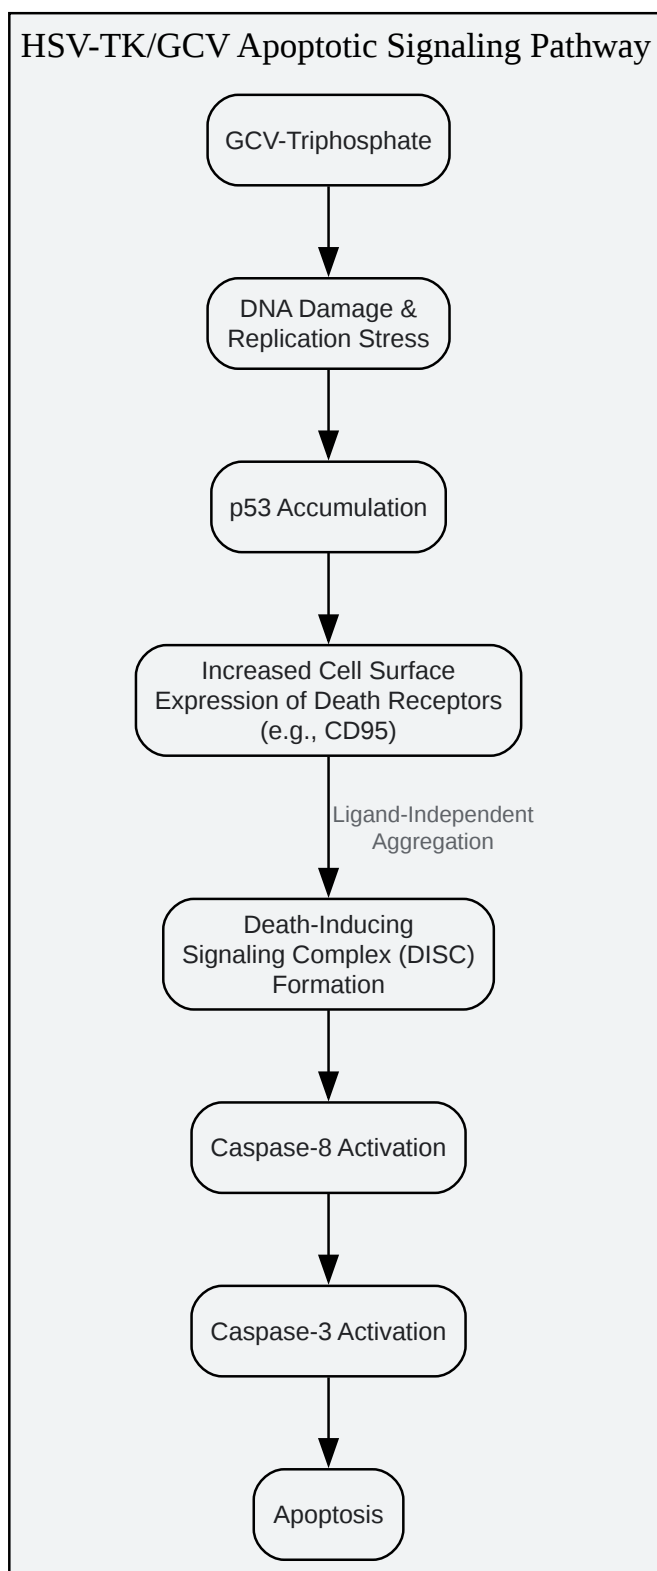 HSV-TK/GCV Apoptotic Signaling Pathway
GCV-Triphosphate
DNA Damage &
Replication Stress
p53 Accumulation
Increased Cell Surface
Expression of Death Receptors
(e.g., CD95)
Ligand-Independent
Aggregation
Death-Inducing
Signaling Complex (DISC)
Formation
Caspase-8 Activation
Caspase-3 Activation
Apoptosis